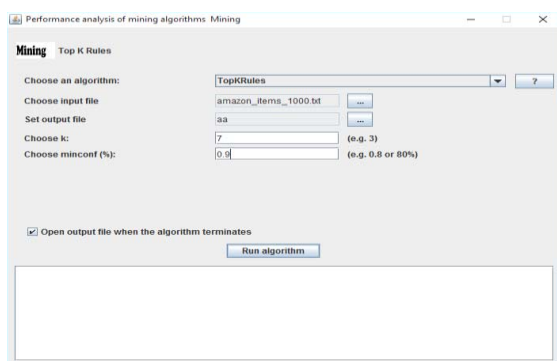 Performance analysis of mining algorithms Mining
Mining Top K Rules
Choose an algorithm: TopKRules ?
Choose input file amazon_items_1000.txt ...
Set output file aa ...
Choose k: 7 (e.g. 3)
Choose minconf (%): 0.9 (e.g. 0.8 or 80%)
Open output file when the algorithm terminates
Run algorithm